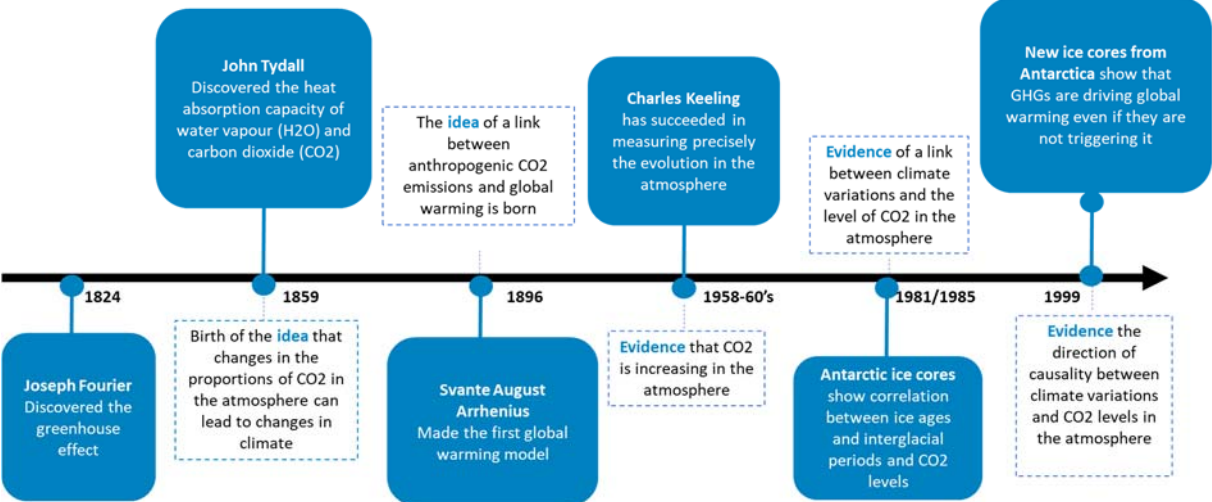 John Tydall
Discovered the heat
absorption capacity of
water vapour (H2O) and
carbon dioxide (CO2)
The idea of a link
between
anthropogenic CO2
emissions and global
warming is born
Charles Keeling
has succeeded in
measuring precisely
the evolution in the
atmosphere
Evidence of a link
between climate
variations and the
level of CO2 in the
atmosphere
New ice cores from
Antarctica show that
GHGs are driving global
warming even if they are
not triggering it
1824
1859
1896
1958-60's
1981/1985
1999
Joseph Fourier
Discovered the
greenhouse
effect
Birth of the idea that
changes in the
proportions of CO2 in
the atmosphere can
lead to changes in
climate
Svante August
Arrhenius
Made the first global
warming model
Evidence that CO2
is increasing in the
atmosphere
Antarctic ice cores
show correlation
between ice ages
and interglacial
periods and CO2
levels
Evidence the
direction of
causality between
climate variations
and CO2 levels in
the atmosphere